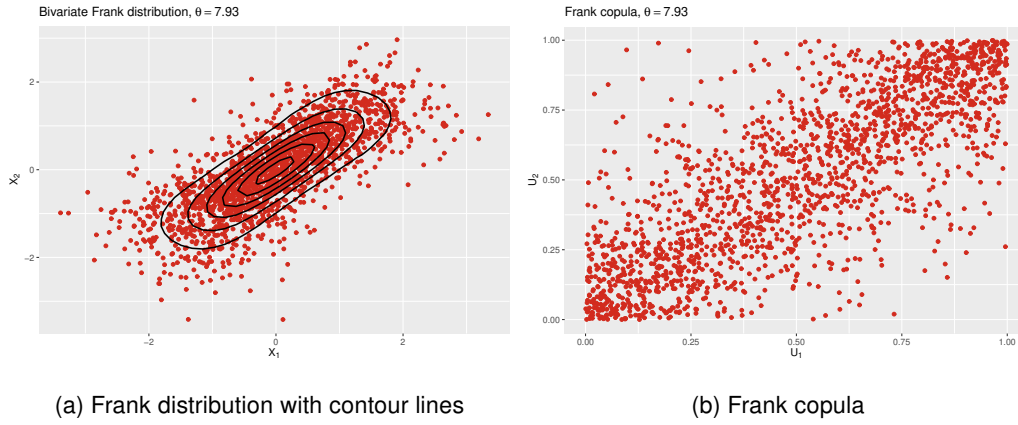 Bivariate Frank distribution, θ = 7.93
X₂
2
0
−2
−2
0
2
X₁
(a) Frank distribution with contour lines
Frank copula, θ = 7.93
U₂
1.00
0.75
0.50
0.25
0.00
0.00
0.25
0.50
0.75
1.00
U₁
(b) Frank copula